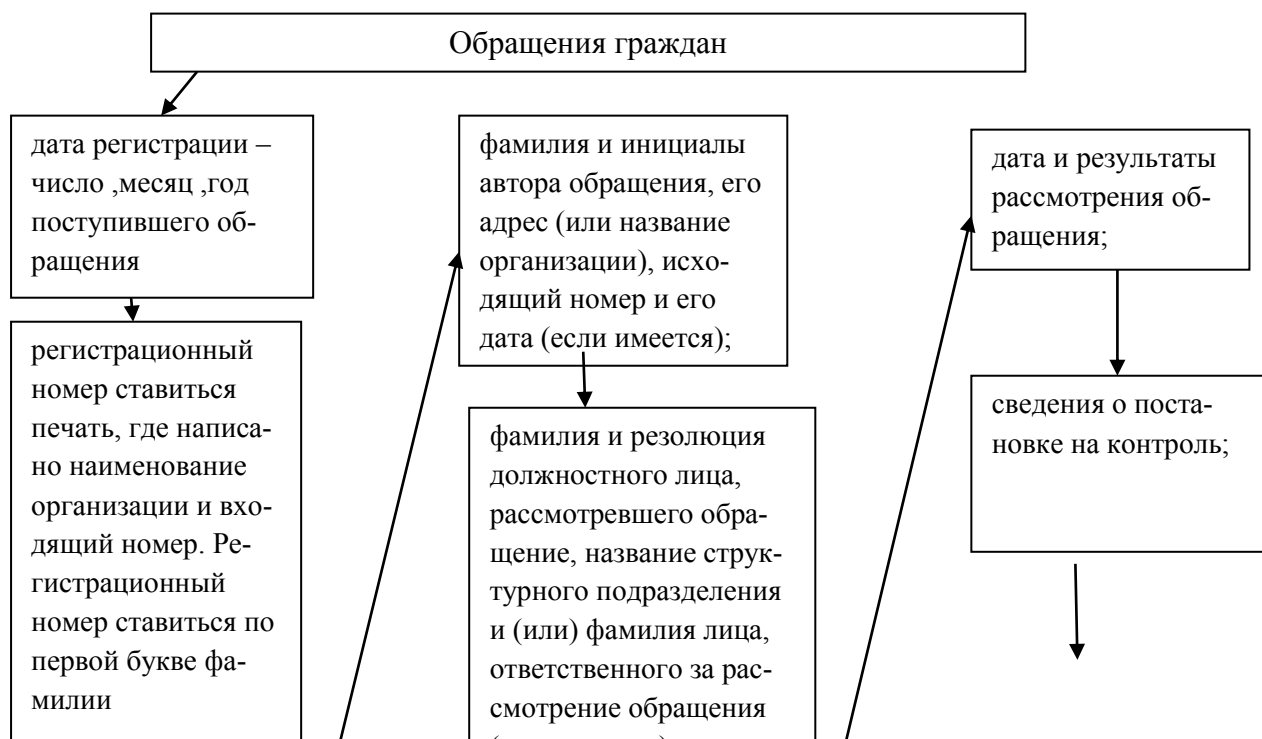 Обращения граждан
дата регистрации –
число ,месяц ,год
поступившего об-
ращения
регистрационный
номер ставиться
печать, где написа-
но наименование
организации и вхо-
дящий номер. Ре-
гистрационный
номер ставиться по
первой букве фа-
милии
фамилия и инициалы
автора обращения, его
адрес (или название
организации), исхо-
дящий номер и его
дата (если имеется);
фамилия и резолюция
должностного лица,
рассмотревшего обра-
щение, название струк-
турного подразделения
и (или) фамилия лица,
ответственного за рас-
смотрение обращения
дата и результаты
рассмотрения об-
ращения;
сведения о поста-
новке на контроль;